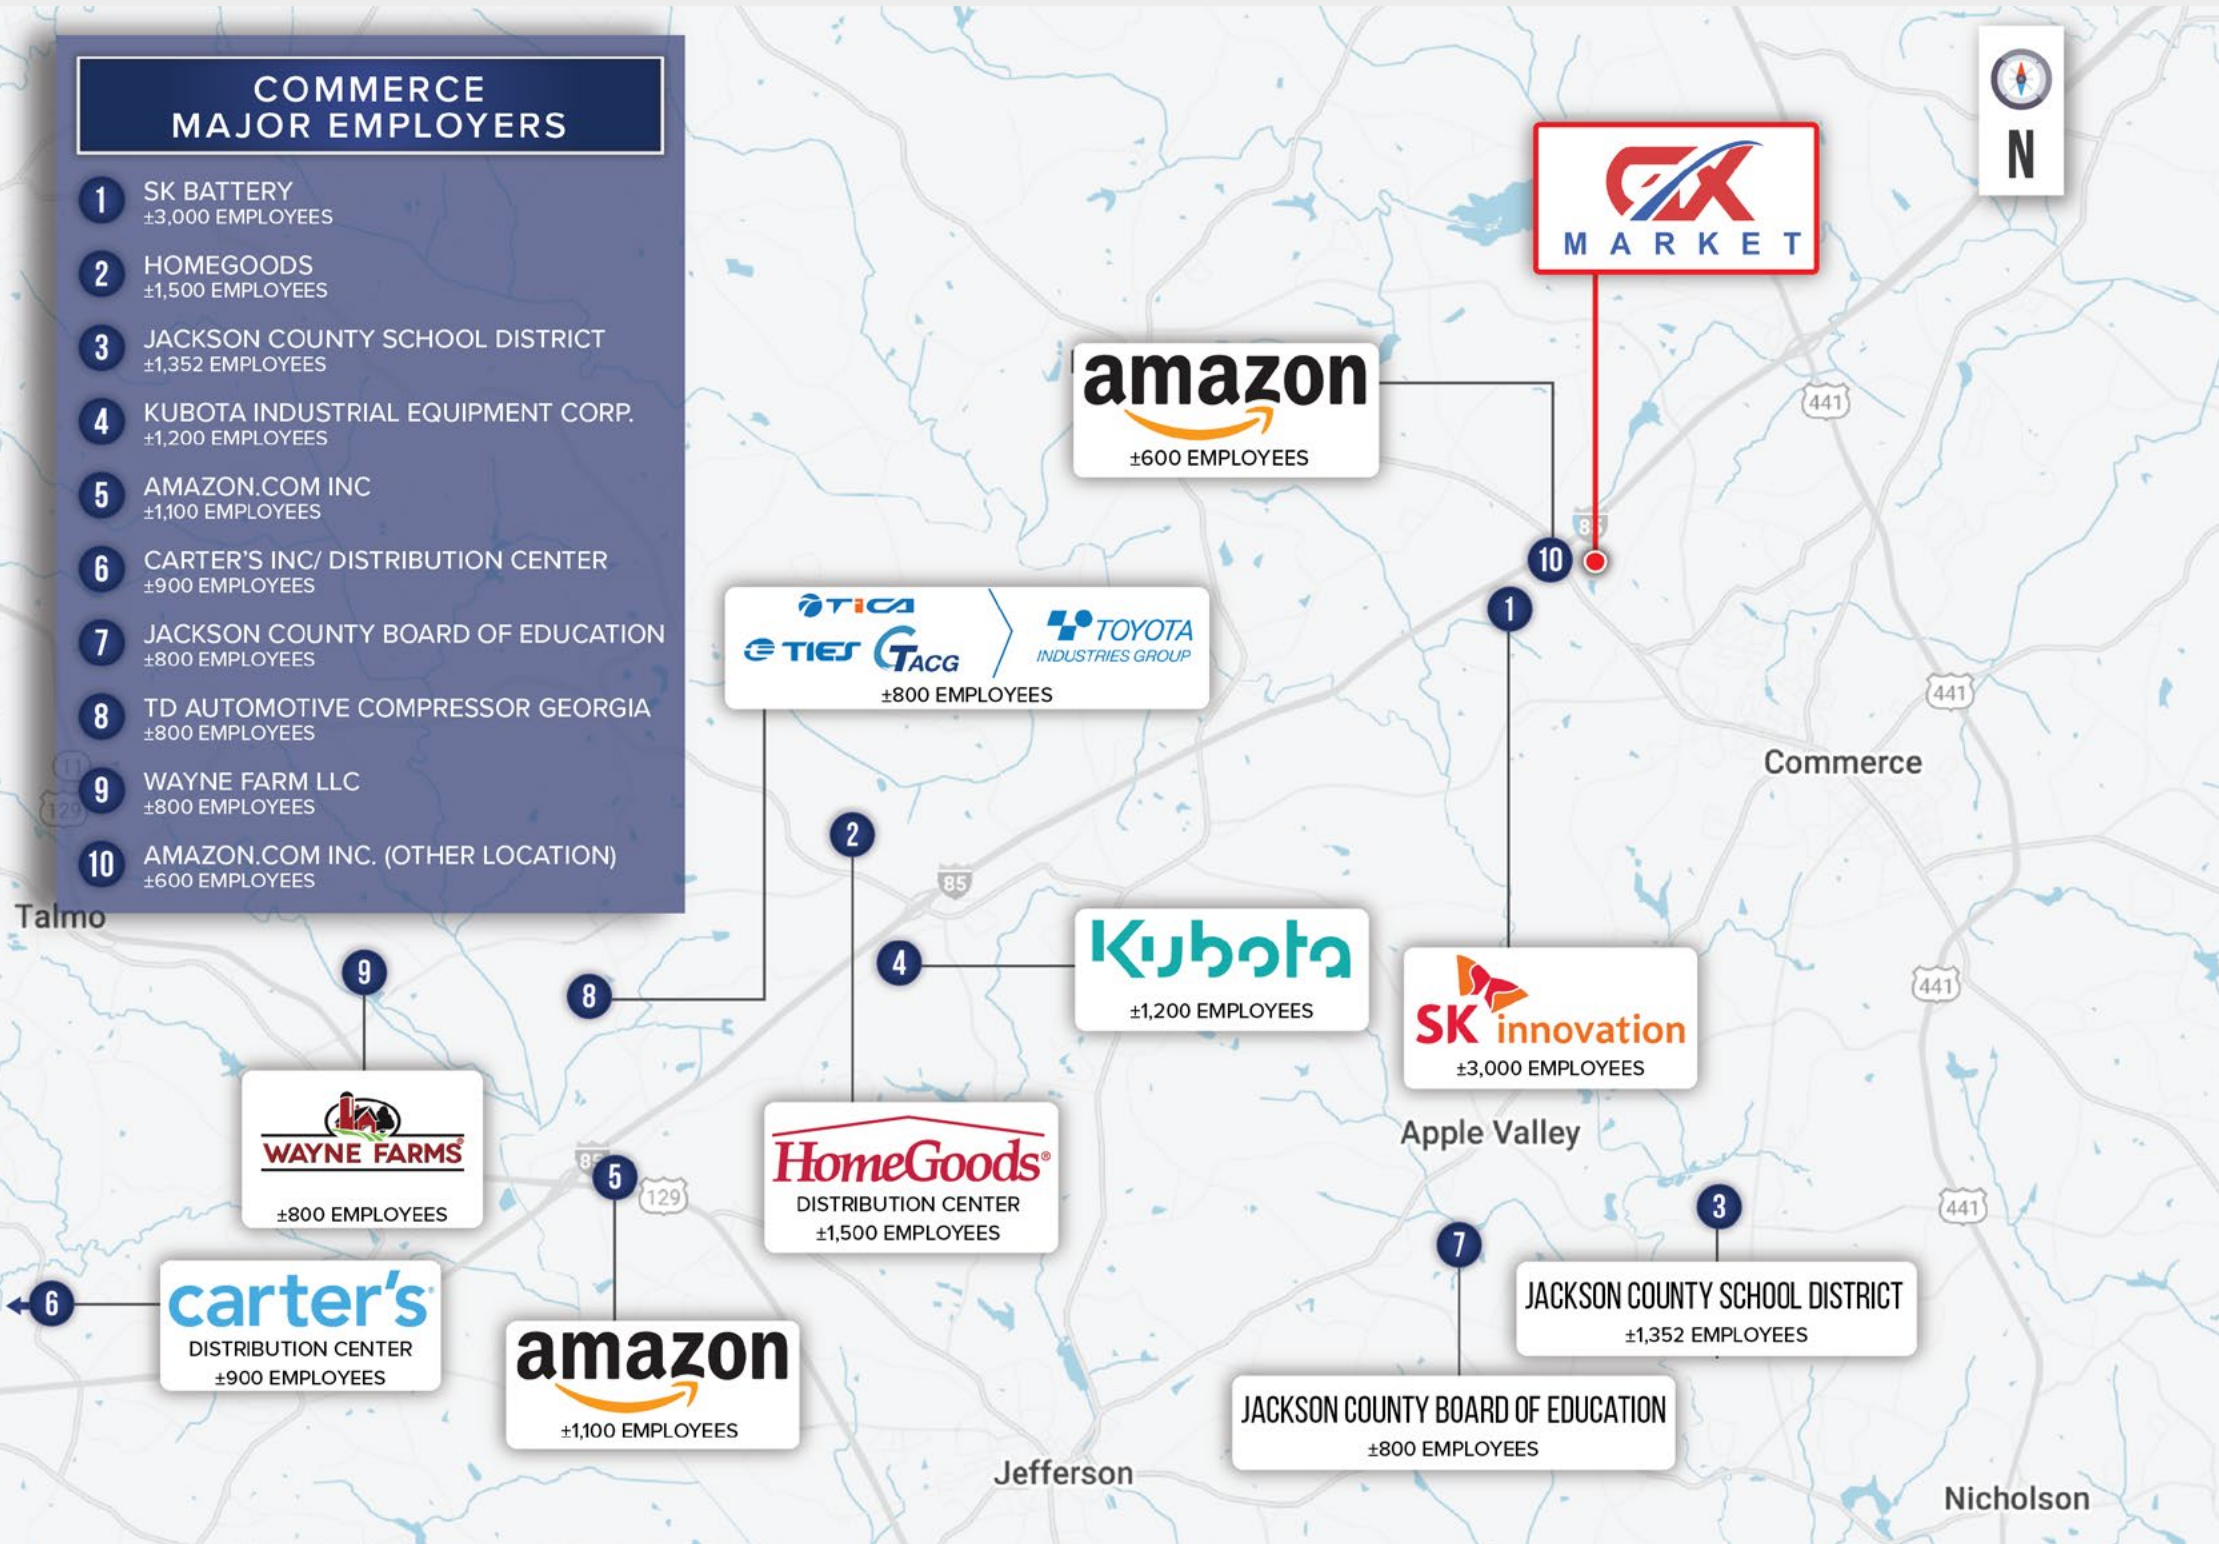 COMMERCE
MAJOR EMPLOYERS
1
SK BATTERY
±3,000 EMPLOYEES
2
HOMEGOODS
±1,500 EMPLOYEES
3
JACKSON COUNTY SCHOOL DISTRICT
±1,352 EMPLOYEES
4
KUBOTA INDUSTRIAL EQUIPMENT CORP.
±1,200 EMPLOYEES
5
AMAZON.COM INC
±1,100 EMPLOYEES
6
CARTER'S INC/ DISTRIBUTION CENTER
±900 EMPLOYEES
7
JACKSON COUNTY BOARD OF EDUCATION
±800 EMPLOYEES
8
TD AUTOMOTIVE COMPRESSOR GEORGIA
±800 EMPLOYEES
9
WAYNE FARM LLC
±800 EMPLOYEES
10
AMAZON.COM INC. (OTHER LOCATION)
±600 EMPLOYEES
11
129
Talmo
N
MARKET
441
amazon
±600 EMPLOYEES
85
10
1
TICA
TIES TACG
TOYOTA
INDUSTRIES GROUP
±800 EMPLOYEES
441
Commerce
2
85
4
Kubota
±1,200 EMPLOYEES
9
8
SK innovation
±3,000 EMPLOYEES
441
WAYNE FARMS®
±800 EMPLOYEES
HomeGoods®
DISTRIBUTION CENTER
±1,500 EMPLOYEES
Apple Valley
85
5
129
3
441
7
6
carter's
DISTRIBUTION CENTER
±900 EMPLOYEES
amazon
±1,100 EMPLOYEES
JACKSON COUNTY SCHOOL DISTRICT
±1,352 EMPLOYEES
JACKSON COUNTY BOARD OF EDUCATION
±800 EMPLOYEES
Jefferson
Nicholson